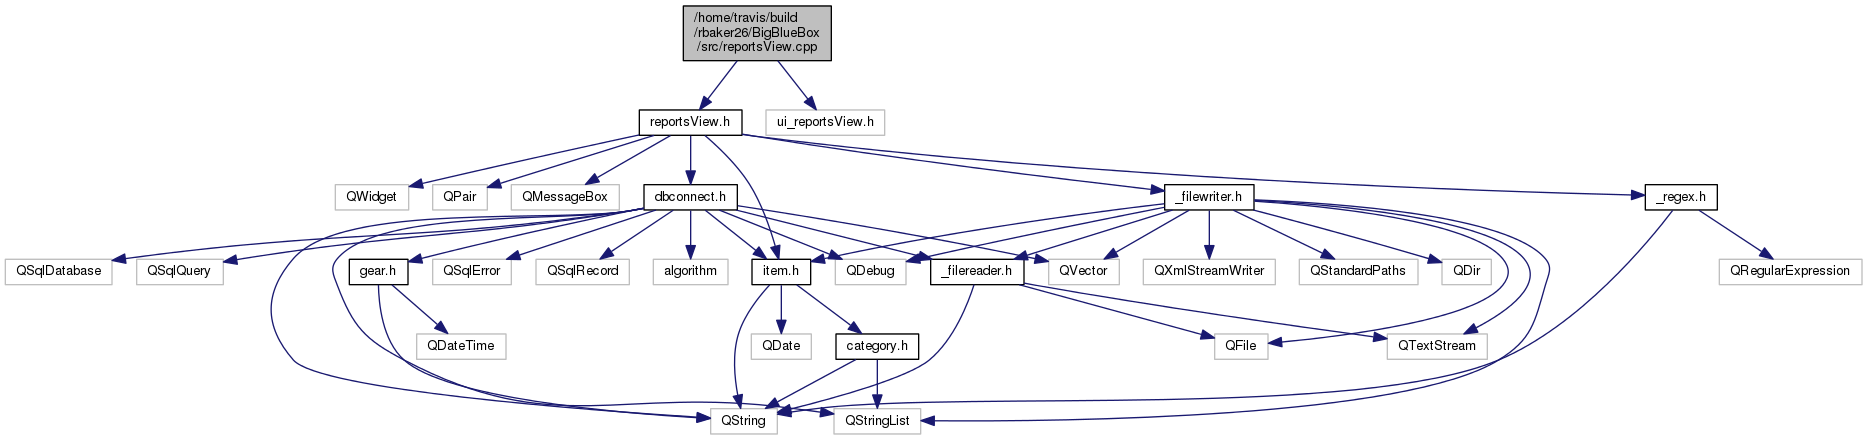 /home/travis/build
/rbaker26/BigBlueBox
/src/reportsView.cpp
reportsView.h
ui_reportsView.h
QWidget
QPair
QMessageBox
dbconnect.h
_filewriter.h
_regex.h
QSqlDatabase
QSqlQuery
gear.h
QSqlError
QSqlRecord
algorithm
item.h
QDebug
_filereader.h
QVector
QXmlStreamWriter
QStandardPaths
QDir
QRegularExpression
QDateTime
QDate
category.h
QFile
QTextStream
QString
QStringList